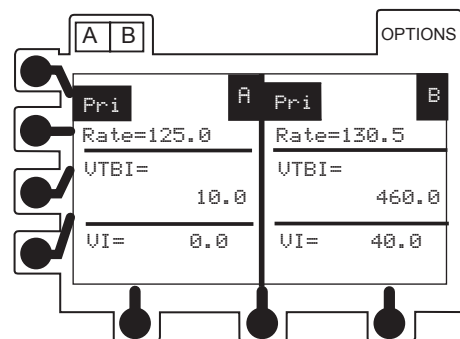 A B
OPTIONS
Pri A Pri B
Rate=125.0 Rate=130.5
VTBI= VTBI=
10.0 460.0
VI= 0.0 VI= 40.0